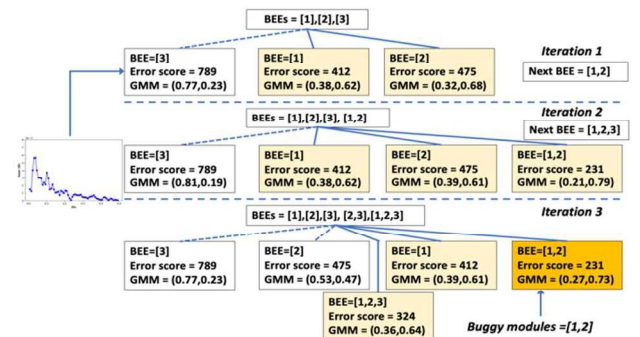 BEEs = [1],[2],[3]
Iteration 1
BEE=[3]
Error score = 789
GMM = (0.77,0.23)
BEE=[1]
Error score = 412
GMM = (0.38,0.62)
BEE=[2]
Error score = 475
GMM = (0.32,0.68)
Next BEE = [1,2]
Iteration 2
BEEs = [1],[2],[3], [1,2]
Next BEE = [1,2,3]
BEE=[3]
Error score = 789
GMM = (0.81,0.19)
BEE=[1]
Error score = 412
GMM = (0.38,0.62)
BEE=[2]
Error score = 475
GMM = (0.39,0.61)
BEE=[1,2]
Error score = 231
GMM = (0.21,0.79)
Iteration 3
BEEs = [1],[2],[3], [2,3],[1,2,3]
BEE=[3]
Error score = 789
GMM = (0.77,0.23)
BEE=[2]
Error score = 475
GMM = (0.53,0.47)
BEE=[1]
Error score = 412
GMM = (0.39,0.61)
BEE=[1,2]
Error score = 231
GMM = (0.27,0.73)
BEE=[1,2,3]
Error score = 324
GMM = (0.36,0.64)
Buggy modules =[1,2]